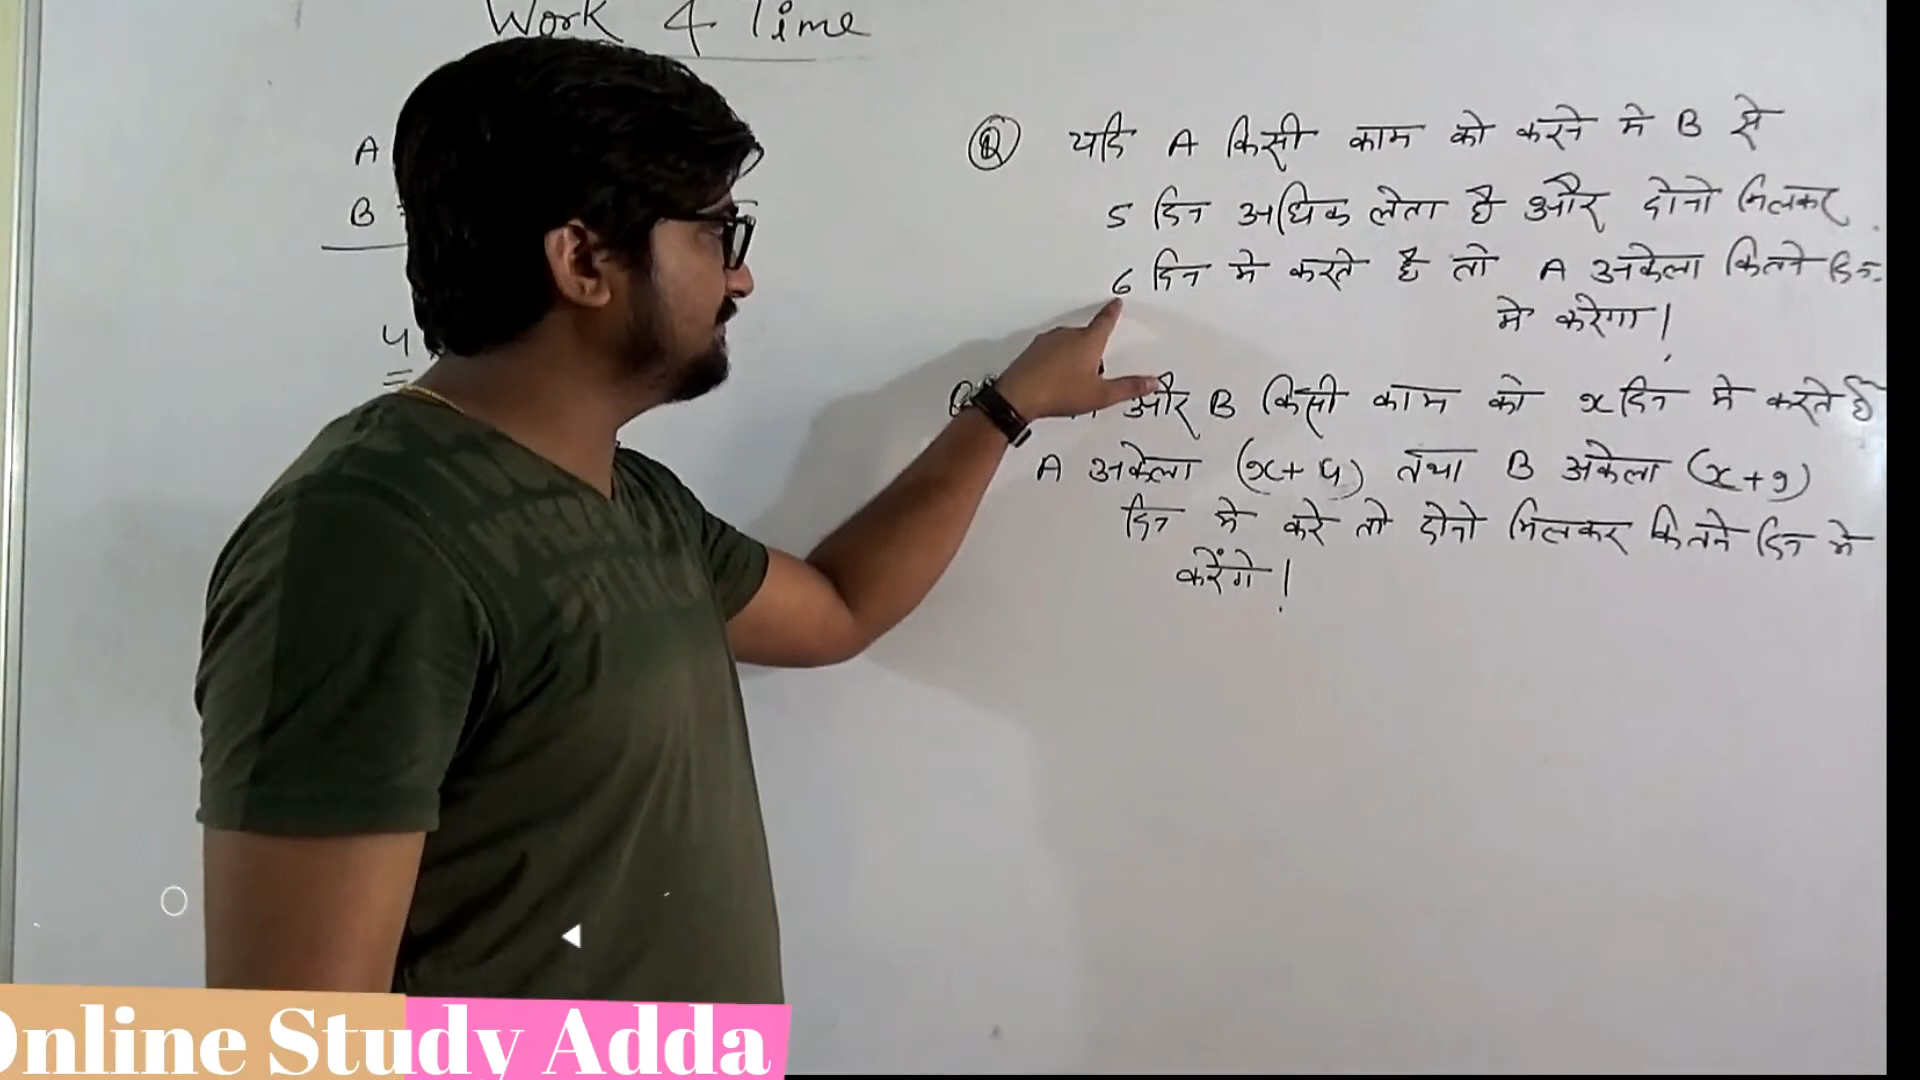 Work & Time
A
B
4
Q यदि A किसी काम को करने मे B से
5 दिन अधिक लेता है और दोनो मिलकर
6 दिन मे करते है तो A अकेला कितने दिन
मे करेगा!
और B किसी काम को x दिन मे करते है
A अकेला (x+4) तथा B अकेला (x+9)
दिन मे करे तो दोनो मिलकर कितने दिन मे
करेंगे!
Online Study Adda